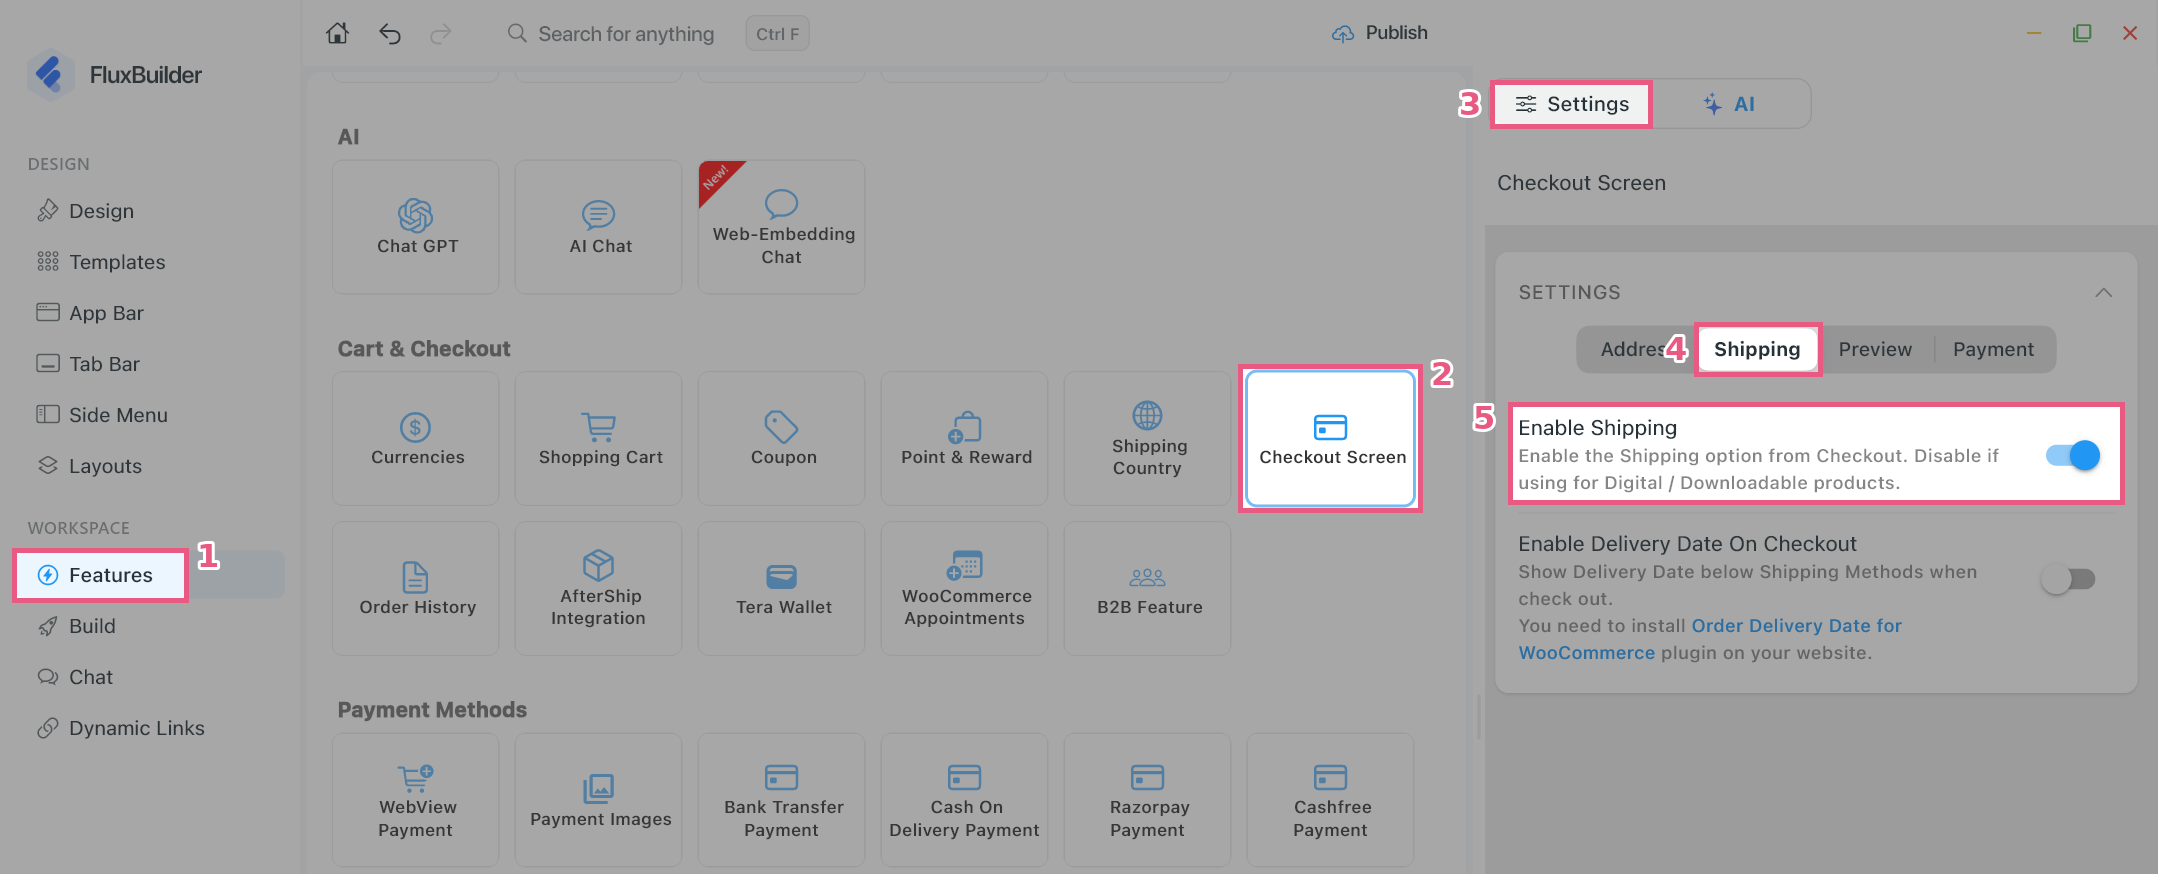 FluxBuilder
Search for anything
Ctrl F
Publish
DESIGN
Design
Templates
App Bar
Tab Bar
Side Menu
Layouts
WORKSPACE
1
Features
Build
Chat
Dynamic Links
AI
Chat GPT
AI Chat
New!
Web-Embedding
Chat
Cart & Checkout
Currencies
Shopping Cart
Coupon
Point & Reward
Shipping
Country
2
Checkout Screen
Order History
AfterShip
Integration
Tera Wallet
WooCommerce
Appointments
B2B Feature
Payment Methods
WebView
Payment
Payment Images
Bank Transfer
Payment
Cash On
Delivery Payment
Razorpay
Payment
Cashfree
Payment
3
Settings
AI
Checkout Screen
SETTINGS
Addres
4
Shipping
Preview
Payment
5
Enable Shipping
Enable the Shipping option from Checkout. Disable if
using for Digital / Downloadable products.
Enable Delivery Date On Checkout
Show Delivery Date below Shipping Methods when
check out.
You need to install Order Delivery Date for
WooCommerce plugin on your website.